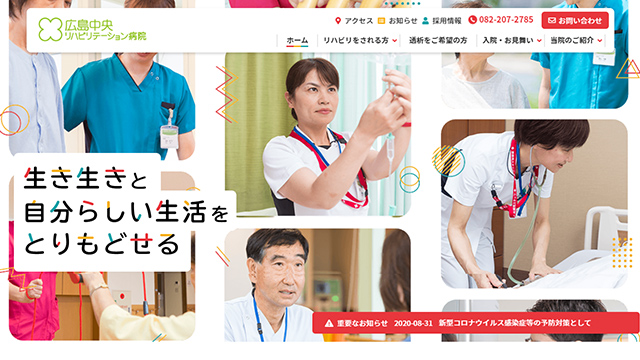 広島中央
リハビリテーション病院
アクセス
お知らせ
採用情報
082-207-2785
お問い合わせ
ホーム
リハビリをされる方
透析をご希望の方
入院・お見舞い
当院のご紹介
生き生きと
自分らしい生活を
とりもどせる
重要なお知らせ 2020-08-31 新型コロナウイルス感染症等の予防対策として